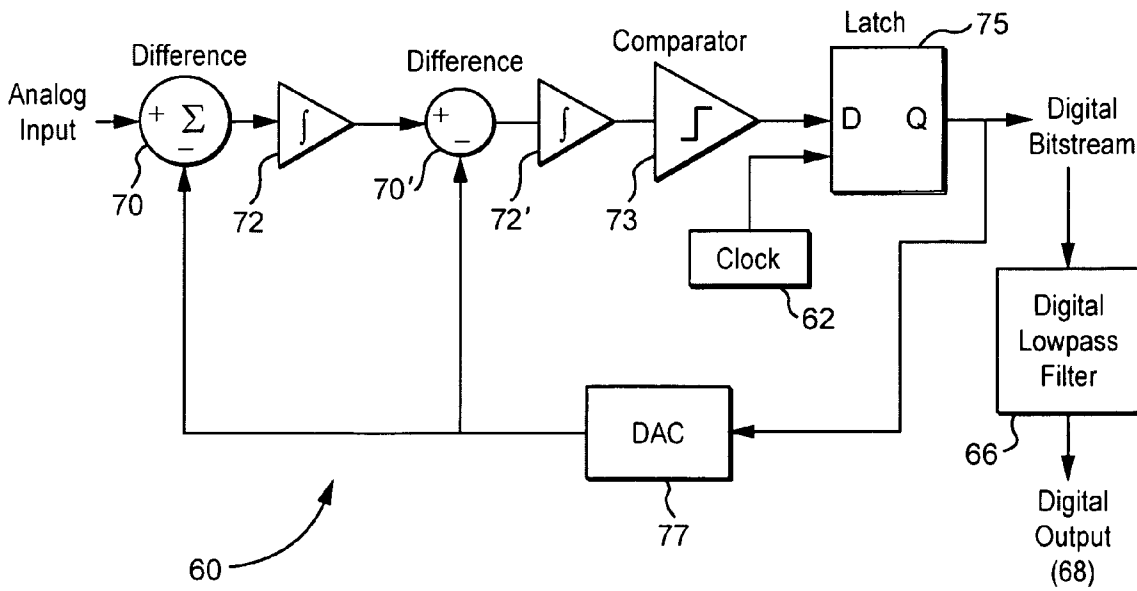 Latch
75
Comparator
Difference
Difference
Analog
Input
+
Σ
−
∫
+
−
∫
D
Q
Digital
Bitstream
70
72
70'
72'
73
Clock
62
Digital
Lowpass
Filter
DAC
66
77
60
Digital
Output
(68)